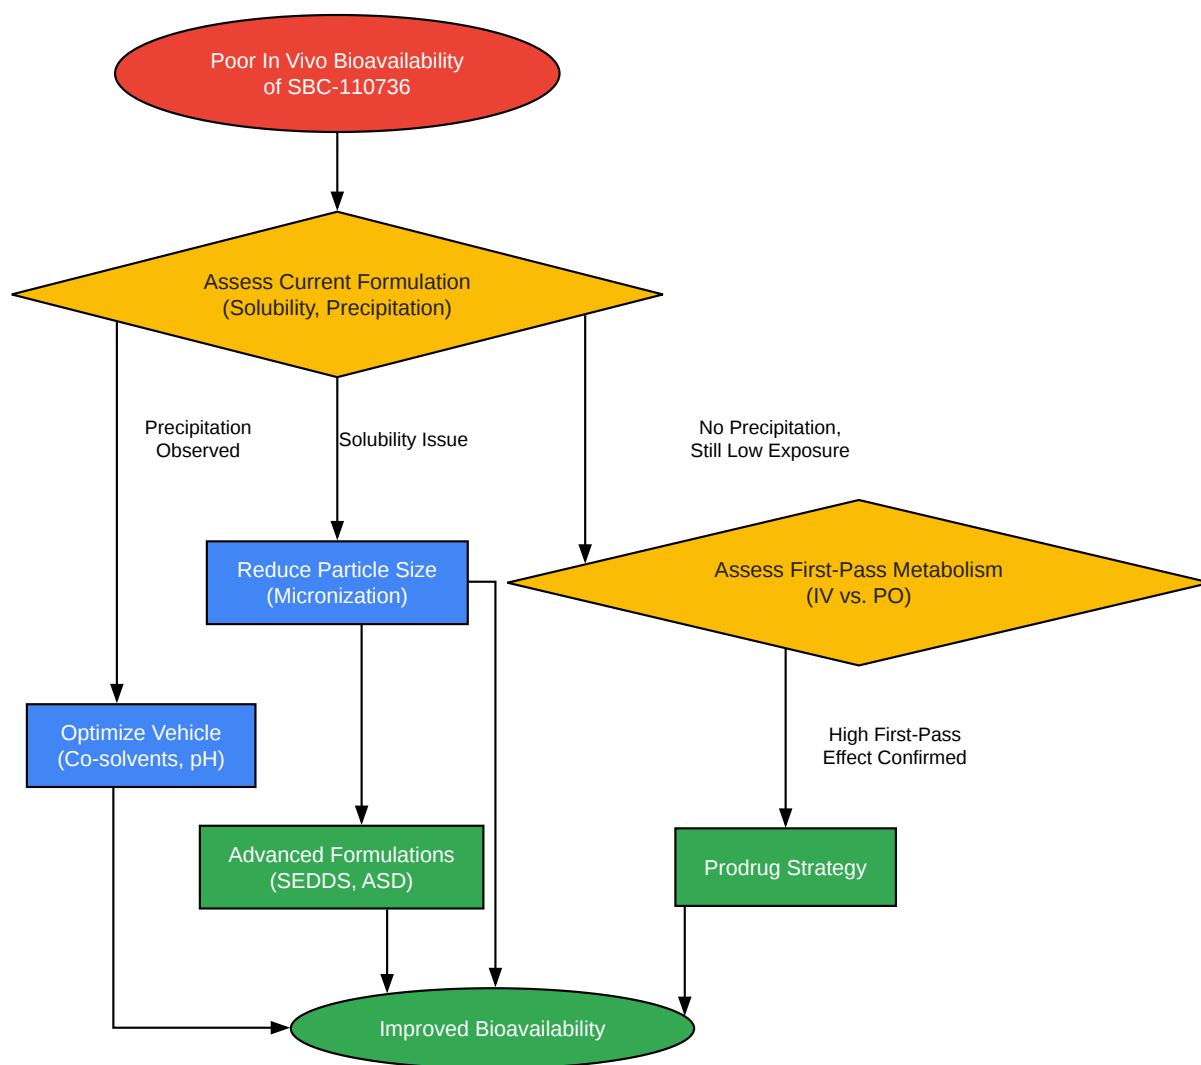 Poor In Vivo Bioavailability
of SBC-110736
Assess Current Formulation
(Solubility, Precipitation)
Precipitation
Observed
Solubility Issue
No Precipitation,
Still Low Exposure
Reduce Particle Size
(Micronization)
Assess First-Pass Metabolism
(IV vs. PO)
Optimize Vehicle
(Co-solvents, pH)
High First-Pass
Effect Confirmed
Advanced Formulations
(SEDDS, ASD)
Prodrug Strategy
Improved Bioavailability